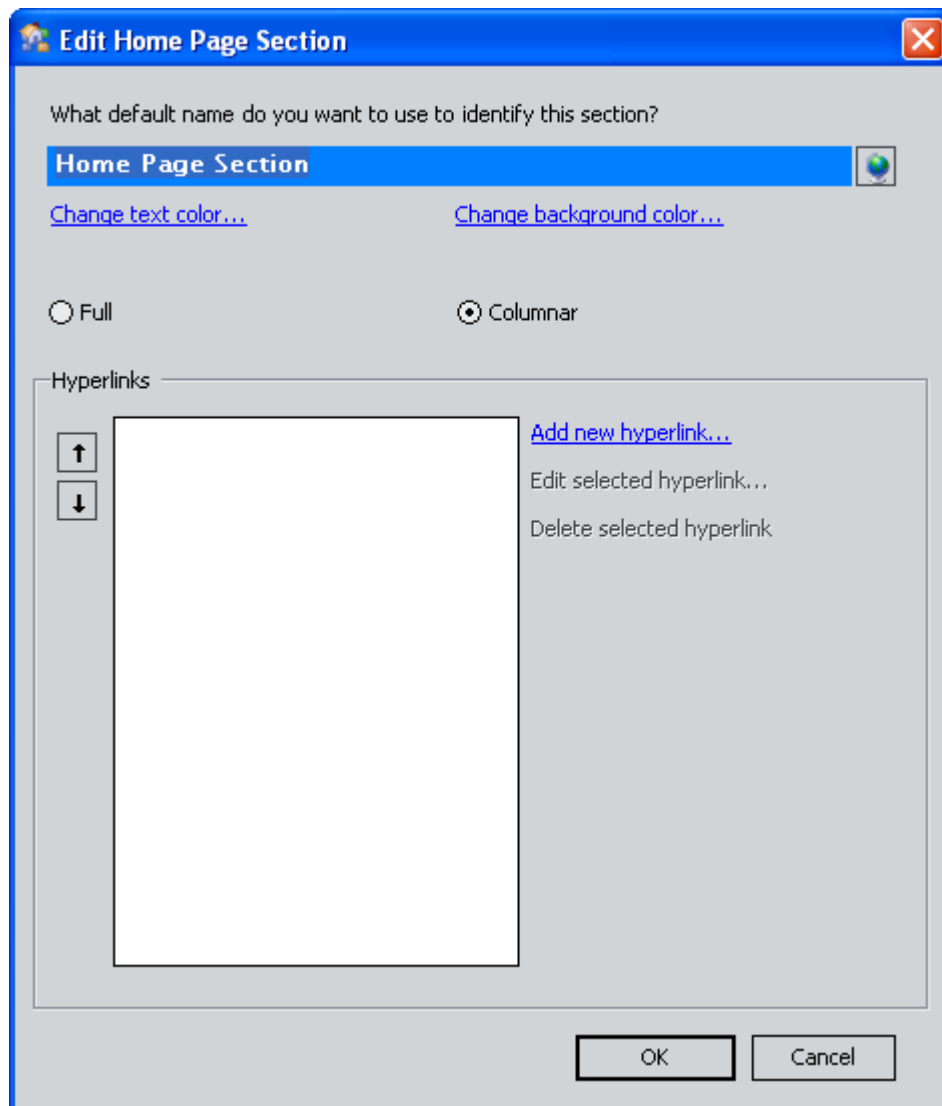 Edit Home Page Section
What default name do you want to use to identify this section?
Home Page Section
Change text color... Change background color...
Full Columnar
Hyperlinks
Add new hyperlink...
Edit selected hyperlink...
Delete selected hyperlink
OK Cancel